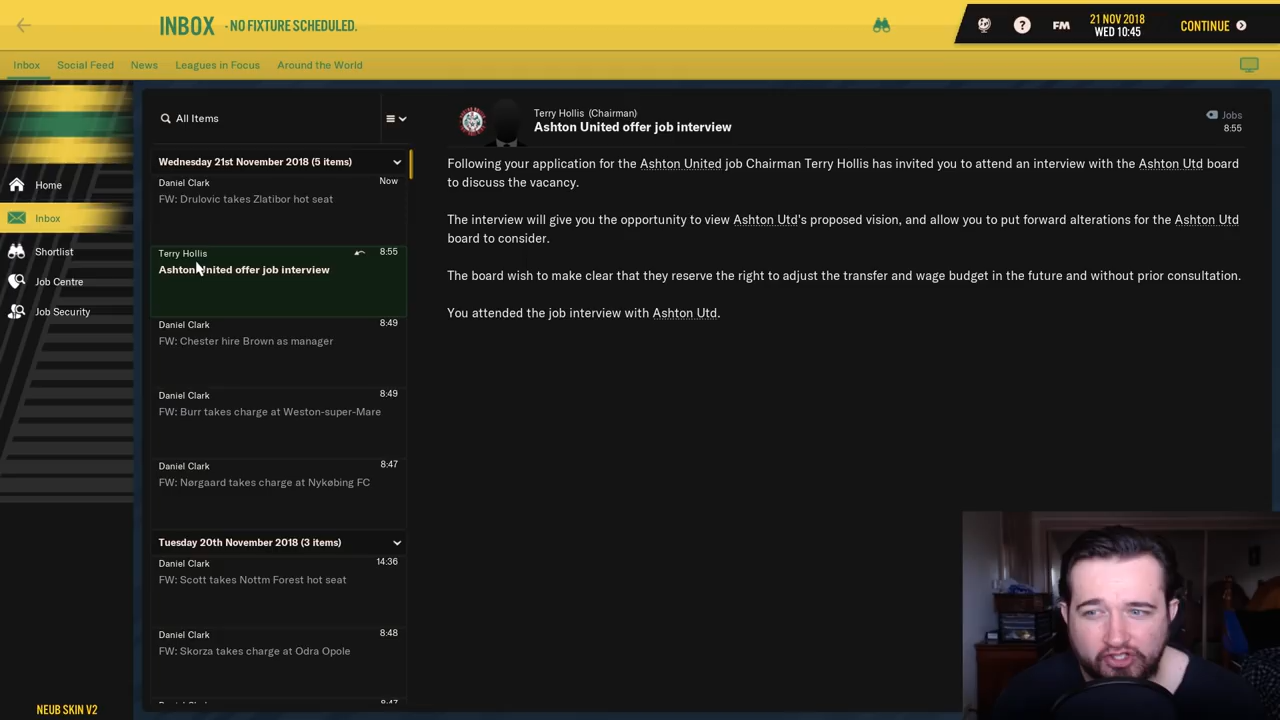 INBOX - NO FIXTURE SCHEDULED.
?
FM
21 NOV 2018
WED 10:45
CONTINUE
Inbox
Social Feed
News
Leagues in Focus
Around the World
Home
Inbox
Shortlist
Job Centre
Job Security
NEUB SKIN V2
All Items
Wednesday 21st November 2018 (5 items)
Daniel Clark Now
FW: Drulovic takes Zlatibor hot seat
Terry Hollis 8:55
Ashton United offer job interview
Daniel Clark 8:49
FW: Chester hire Brown as manager
Daniel Clark 8:49
FW: Burr takes charge at Weston-super-Mare
Daniel Clark 8:47
FW: Nørgaard takes charge at Nykøbing FC
Tuesday 20th November 2018 (3 items)
Daniel Clark 14:36
FW: Scott takes Nottm Forest hot seat
Daniel Clark 8:48
FW: Skorza takes charge at Odra Opole
Terry Hollis (Chairman)
Ashton United offer job interview
Jobs
8:55
Following your application for the Ashton United job Chairman Terry Hollis has invited you to attend an interview with the Ashton Utd board
to discuss the vacancy.
The interview will give you the opportunity to view Ashton Utd's proposed vision, and allow you to put forward alterations for the Ashton Utd
board to consider.
The board wish to make clear that they reserve the right to adjust the transfer and wage budget in the future and without prior consultation.
You attended the job interview with Ashton Utd.